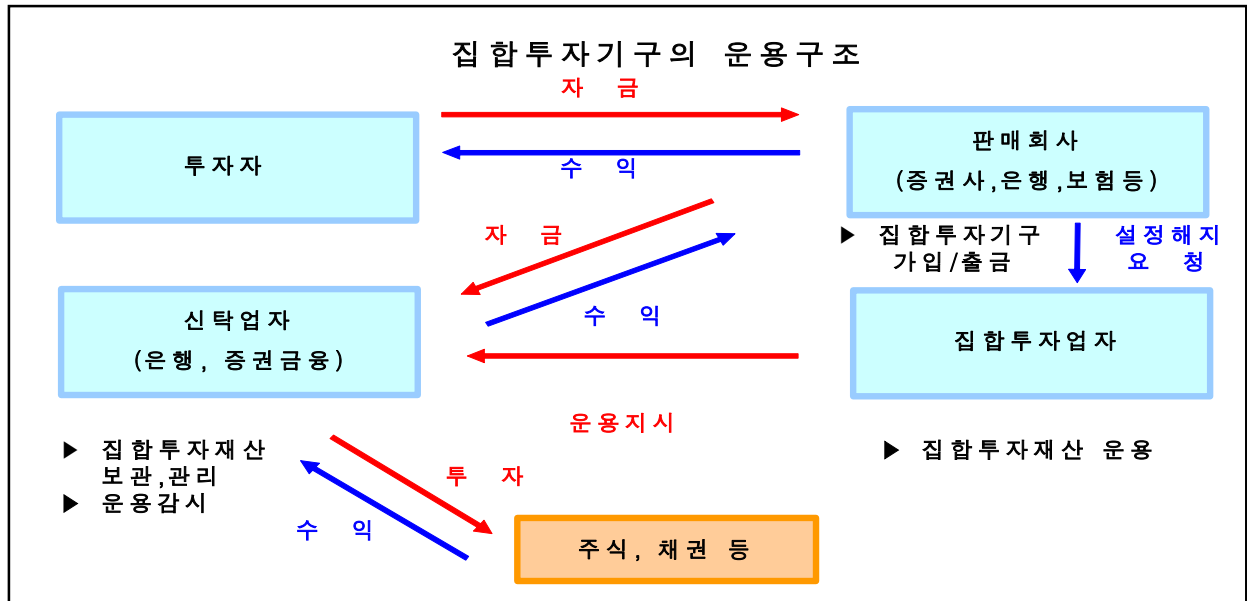 집합투자기구의 운용구조
자 금
투자자
수 익
판매회사
(증권사,은행,보험등)
자 금
▶ 집합투자기구
가입/출금
설정해지
요 청
신탁업자
(은행, 증권금융)
수 익
집합투자업자
운용지시
▶ 집합투자재산
보관,관리
▶ 운용감시
▶ 집합투자재산 운용
투 자
수 익
주식, 채권 등